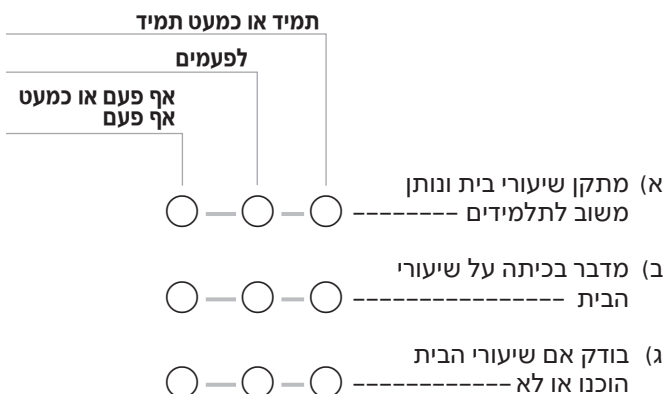 תמיד או כמעט תמיד
לפעמים
אף פעם או כמעט
אף פעם
א) מתקן שיעורי בית ונותן
משוב לתלמידים
ב) מדבר בכיתה על שיעורי
הבית
ג) בודק אם שיעורי הבית
הוכנו או לא